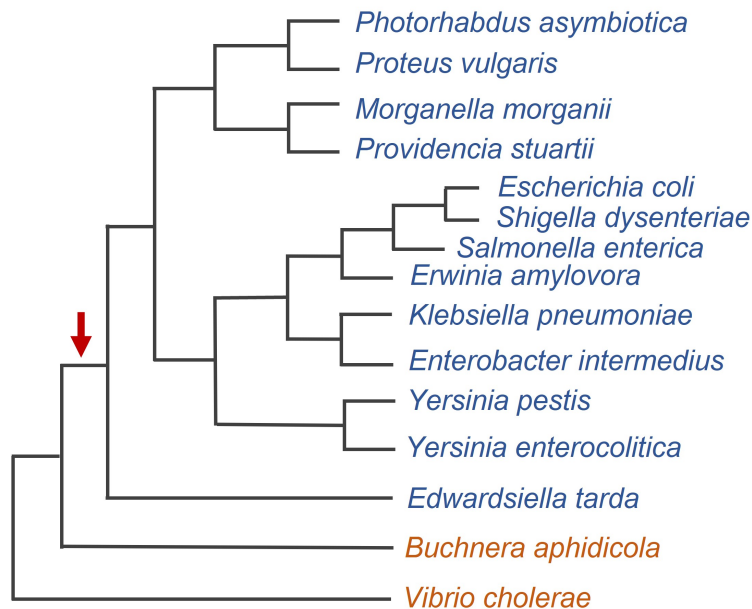 Photorhabdus asymbiotica
Proteus vulgaris
Morganella morganii
Providencia stuartii
Escherichia coli
Shigella dysenteriae
Salmonella enterica
Erwinia amylovora
Klebsiella pneumoniae
Enterobacter intermedius
Yersinia pestis
Yersinia enterocolitica
Edwardsiella tarda
Buchnera aphidicola
Vibrio cholerae